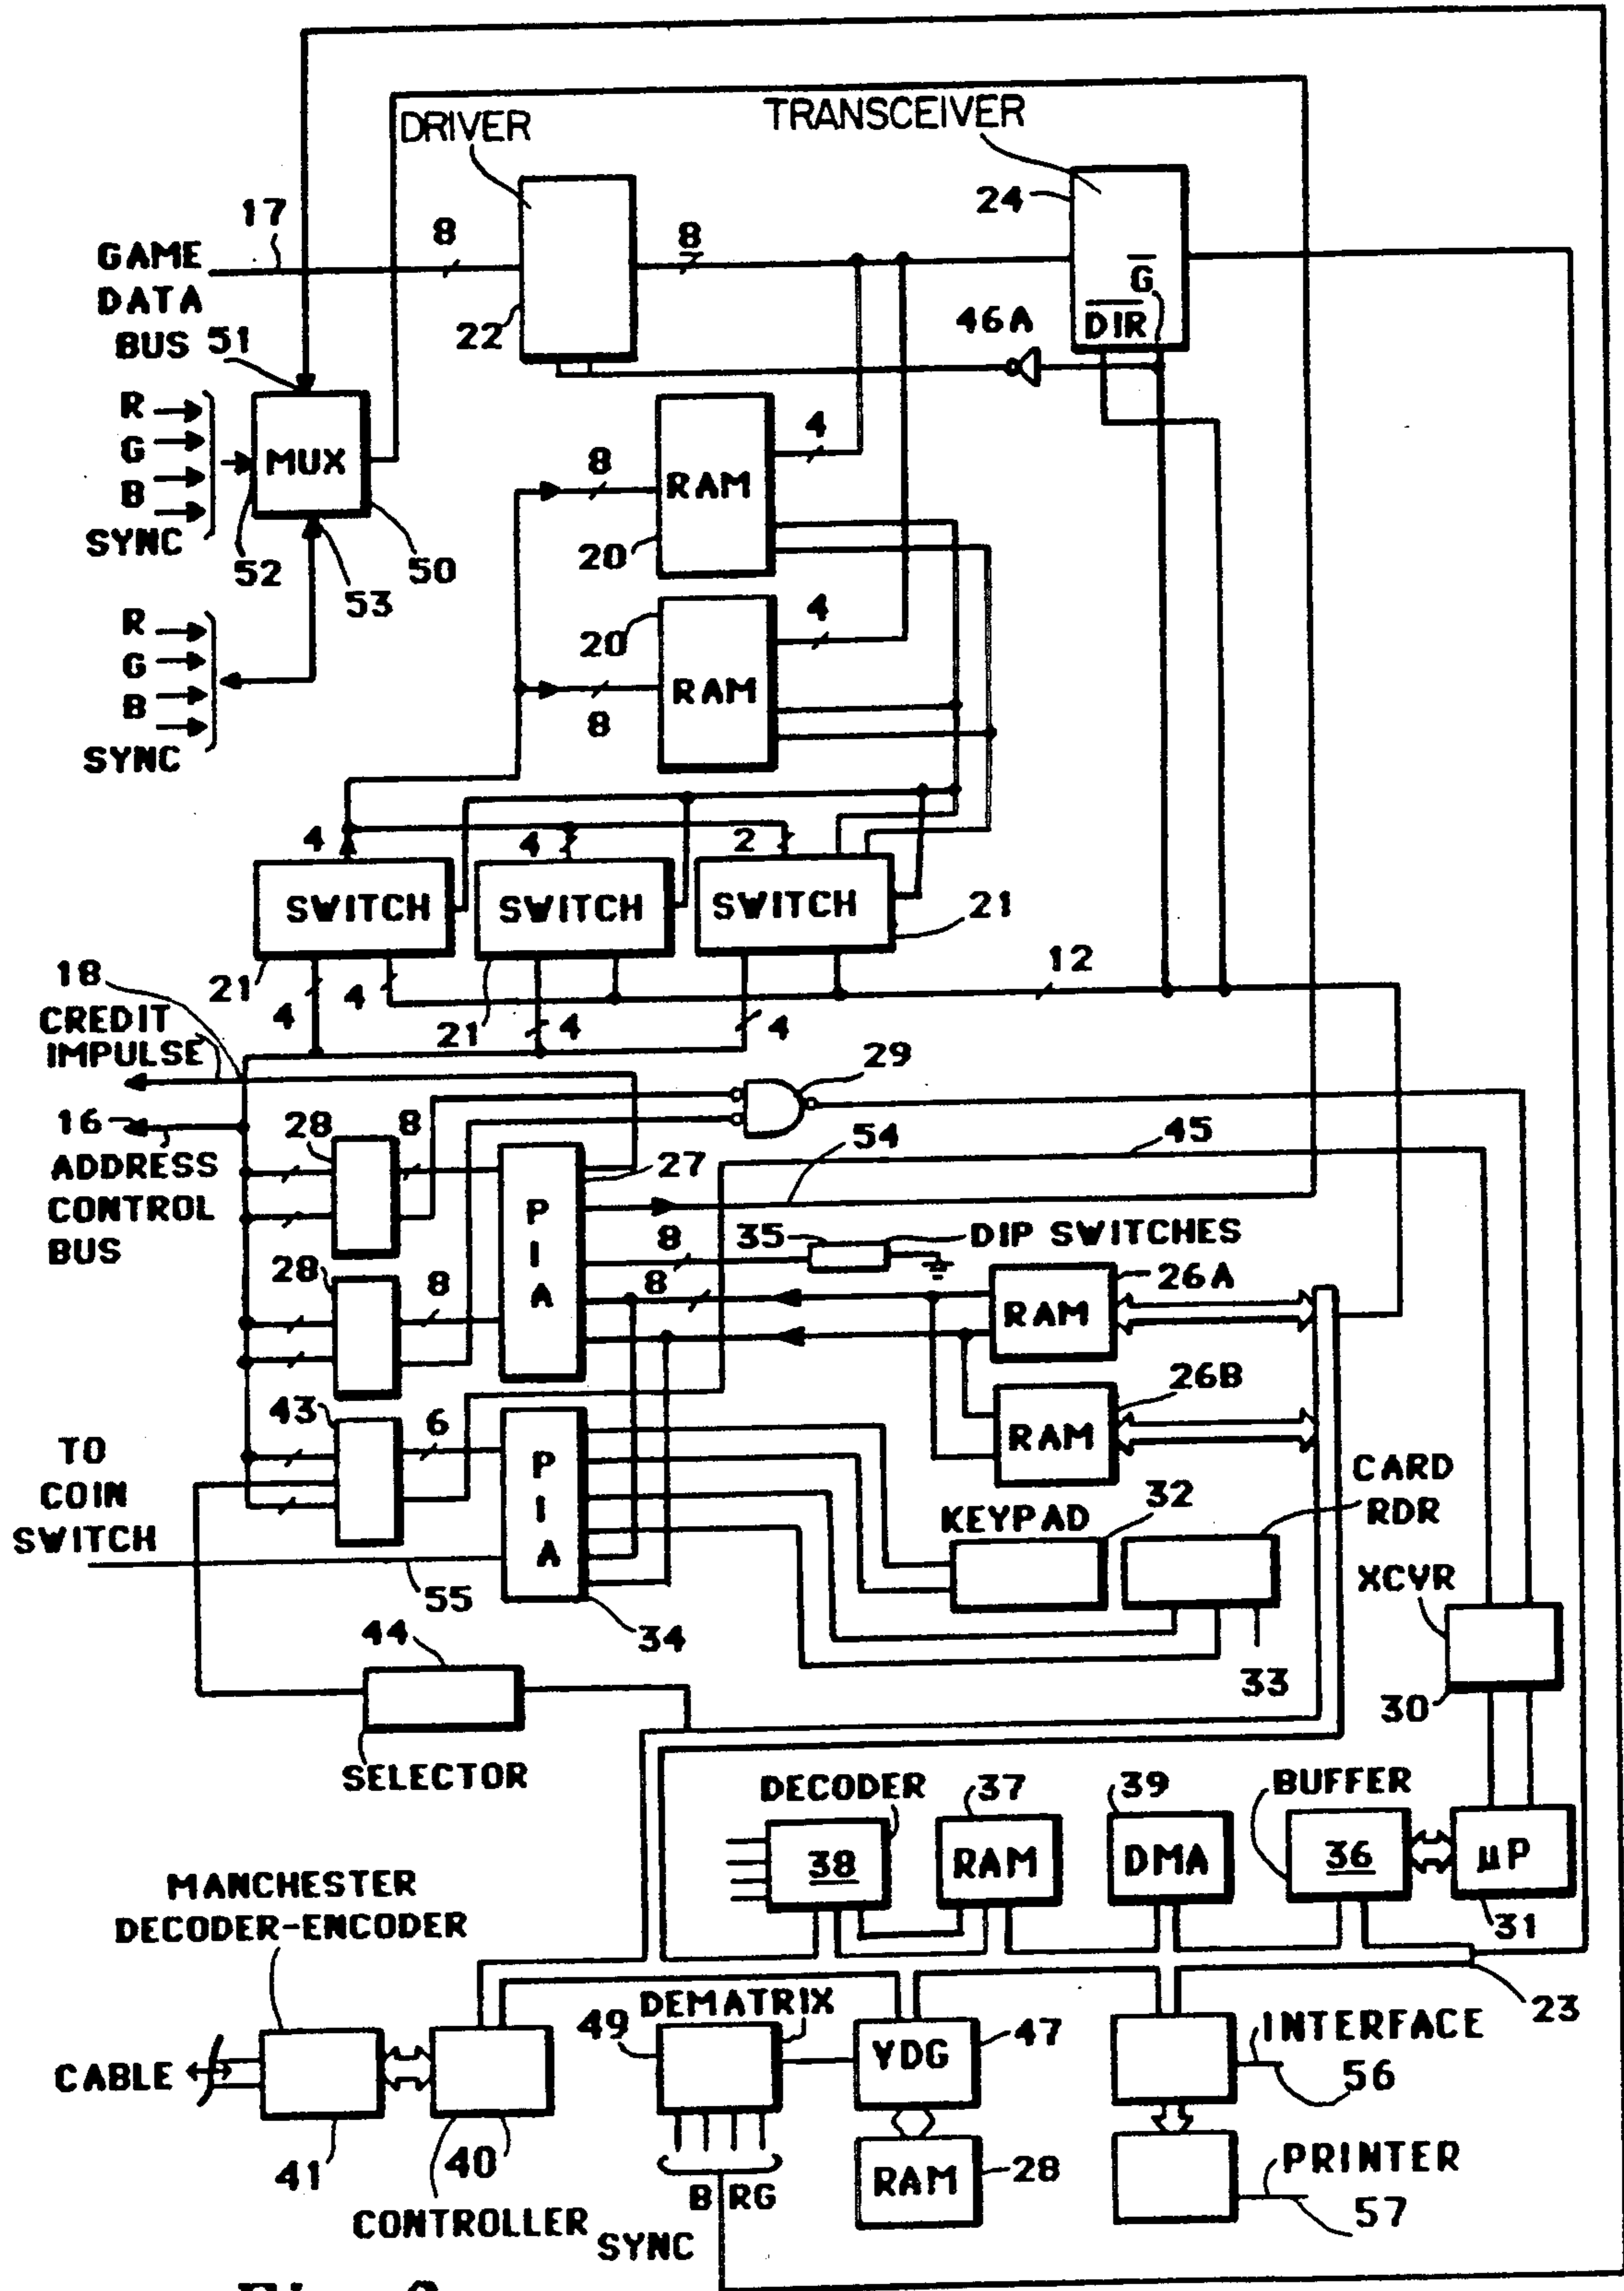 DRIVER
TRANSCEIVER
17
8
8
24
GAME
DATA
BUS
51
22
46A
G
DIR
R
G
B
SYNC
MUX
52
53
50
8
RAM
4
20
R
G
B
SYNC
20
4
RAM
8
4
4
2
SWITCH
SWITCH
SWITCH
21
21
21
18
4
4
4
4
12
CREDIT
IMPULSE
29
16
28
8
ADDRESS
CONTROL
BUS
27
54
45
PIA
8
35
DIP SWITCHES
28
8
8
RAM
26A
26B
RAM
43
6
TO
COIN
SWITCH
PIA
KEYPAD
32
CARD
RDR
XCVR
55
44
34
33
30
SELECTOR
DECODER
37
39
BUFFER
38
RAM
DMA
36
µP
31
MANCHESTER
DECODER-ENCODER
23
DEMATRIX
49
VDG
47
INTERFACE
56
CABLE
41
40
CONTROLLER
B RG
SYNC
RAM
28
PRINTER
57